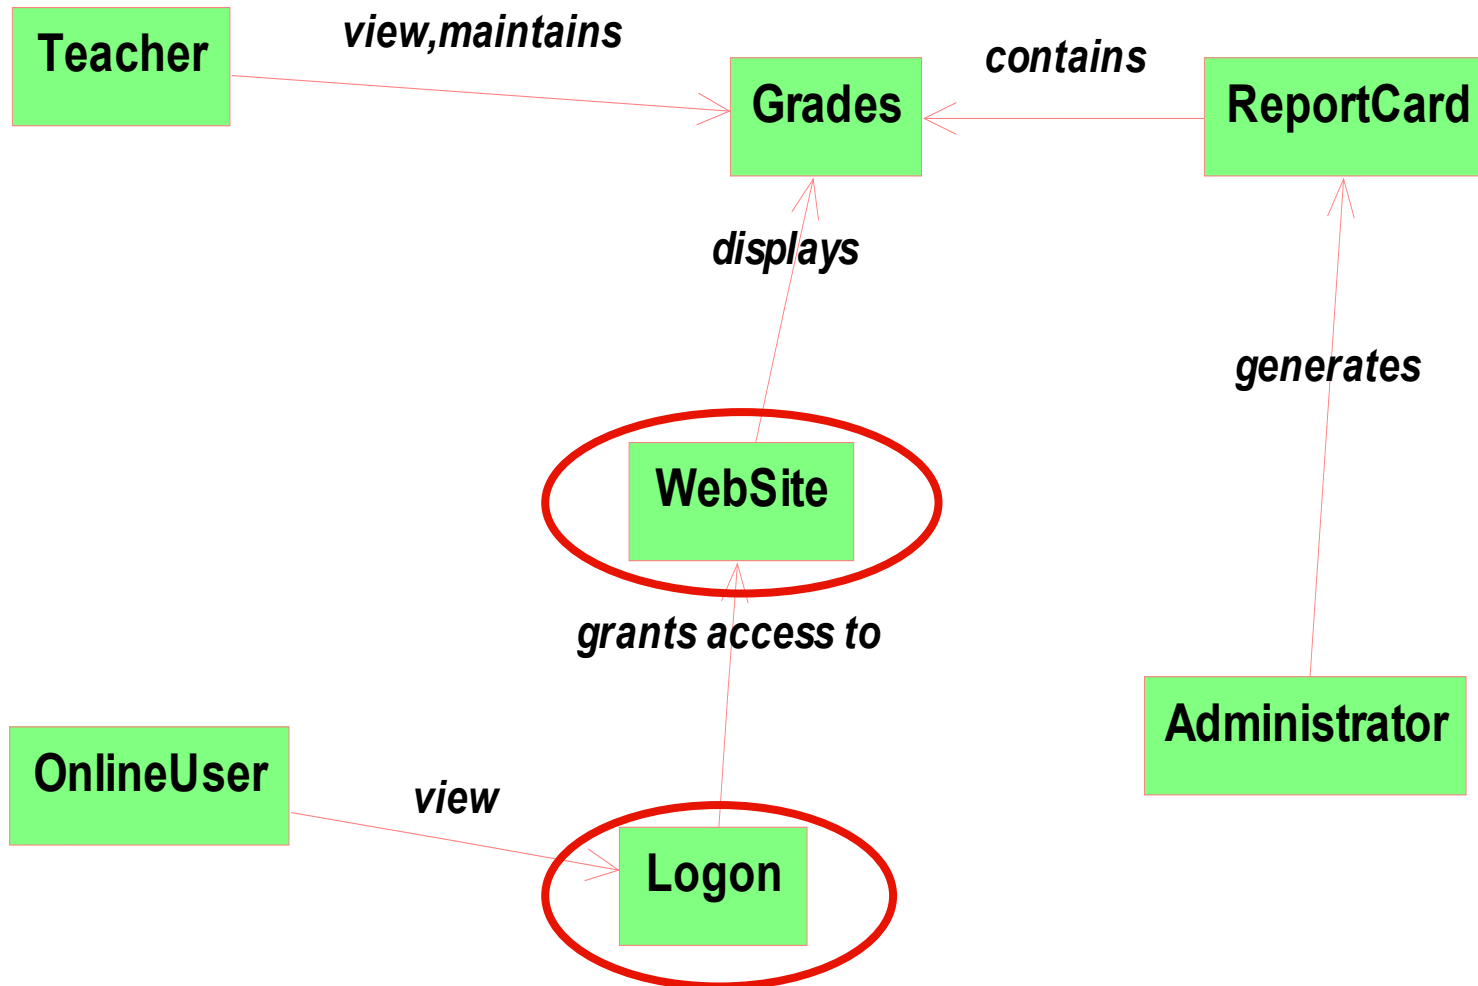 Teacher
view,maintains
Grades
contains
ReportCard
displays
generates
WebSite
grants access to
Administrator
OnlineUser
view
Logon